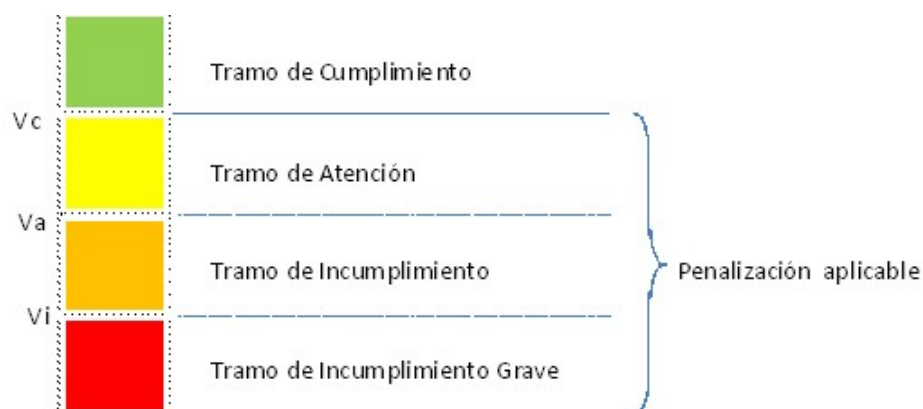 Tramo de Cumplimiento
Vc
Tramo de Atención
Va
Tramo de Incumplimiento
Penalización aplicable
Vi
Tramo de Incumplimiento Grave